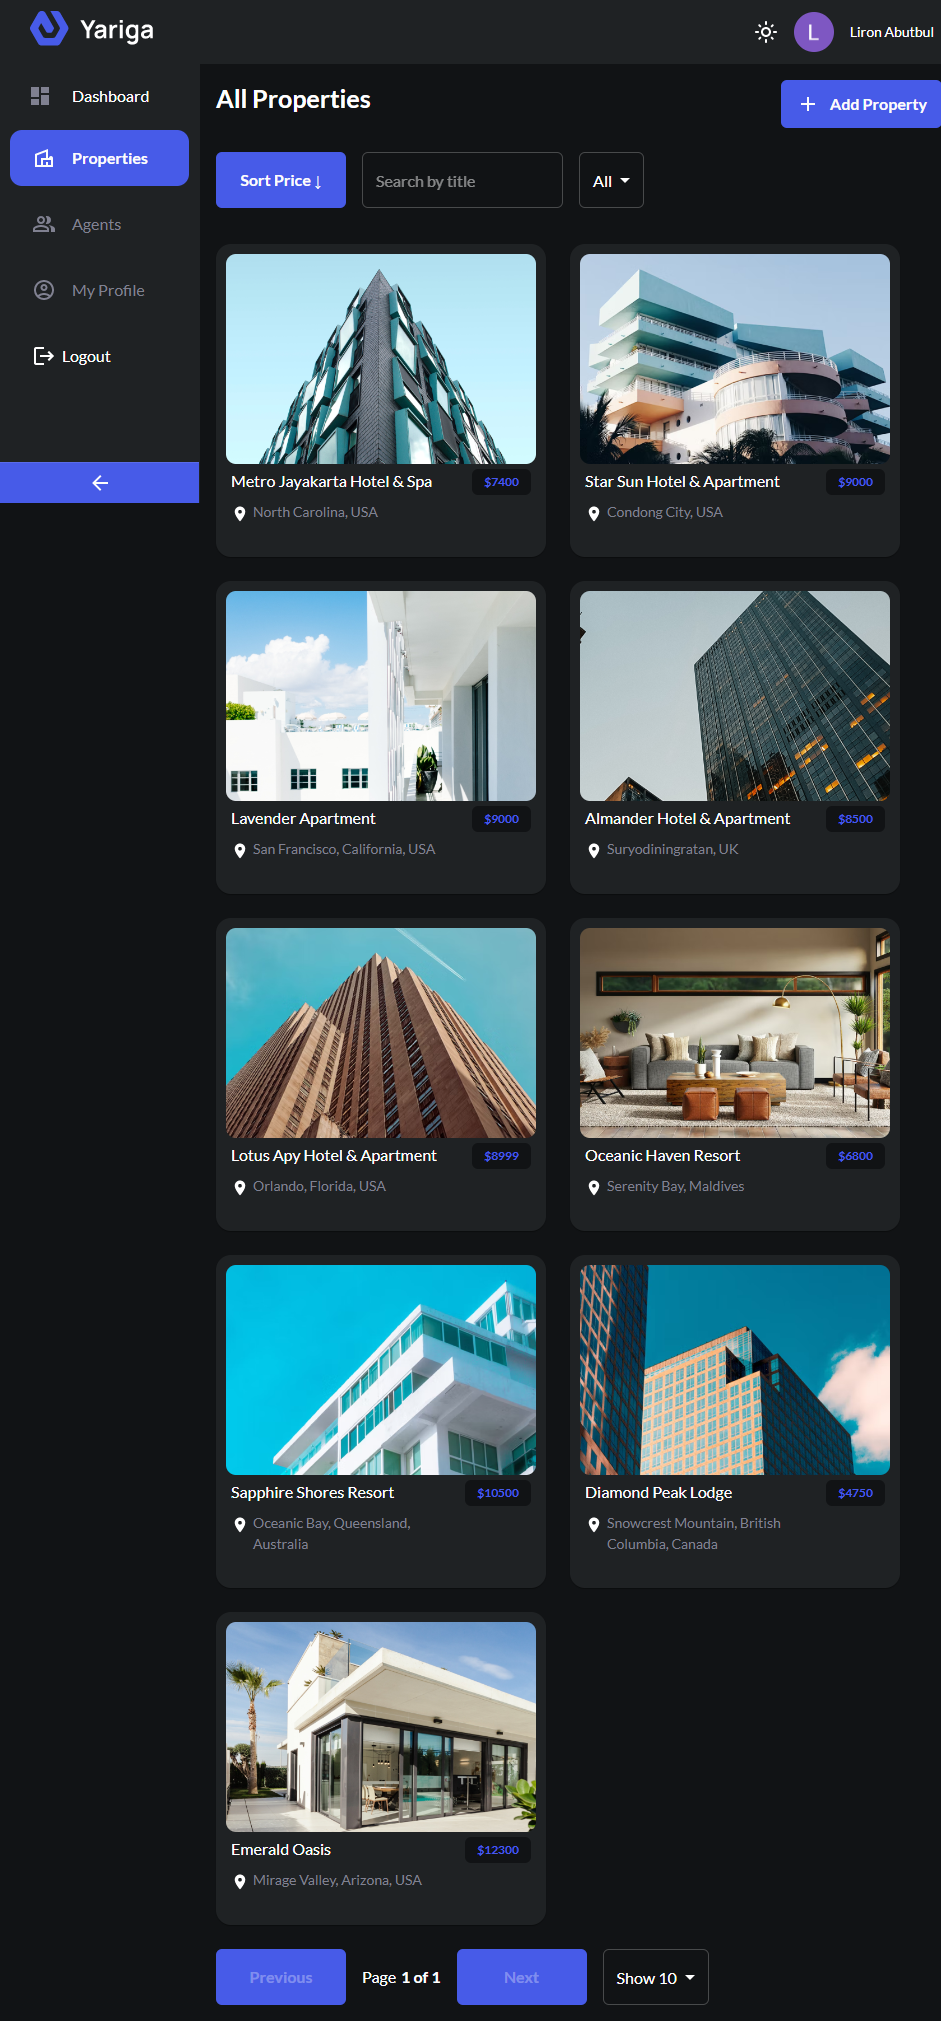 Yariga
L
Liron Abutbul
Dashboard
Properties
Agents
My Profile
Logout
All Properties
Add Property
Sort Price ↓
Search by title
All
Metro Jayakarta Hotel & Spa
$7400
North Carolina, USA
Star Sun Hotel & Apartment
$9000
Condong City, USA
Lavender Apartment
$9000
San Francisco, California, USA
Almander Hotel & Apartment
$8500
Suryodiningratan, UK
Lotus Apy Hotel & Apartment
$8999
Orlando, Florida, USA
Oceanic Haven Resort
$6800
Serenity Bay, Maldives
Sapphire Shores Resort
$10500
Oceanic Bay, Queensland,
Australia
Diamond Peak Lodge
$4750
Snowcrest Mountain, British
Columbia, Canada
Emerald Oasis
$12300
Mirage Valley, Arizona, USA
Previous
Page 1 of 1
Next
Show 10